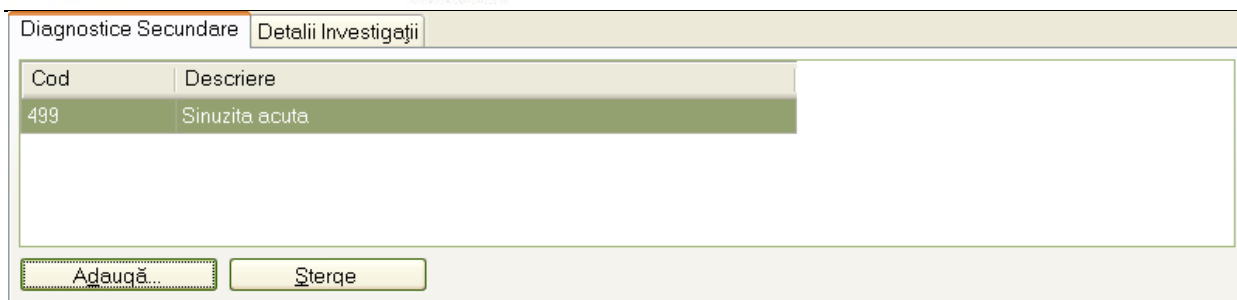 Diagnostice Secundare Detalii Investigaţii
Cod Descriere
499 Sinuzita acuta
Adaugă... Şterge